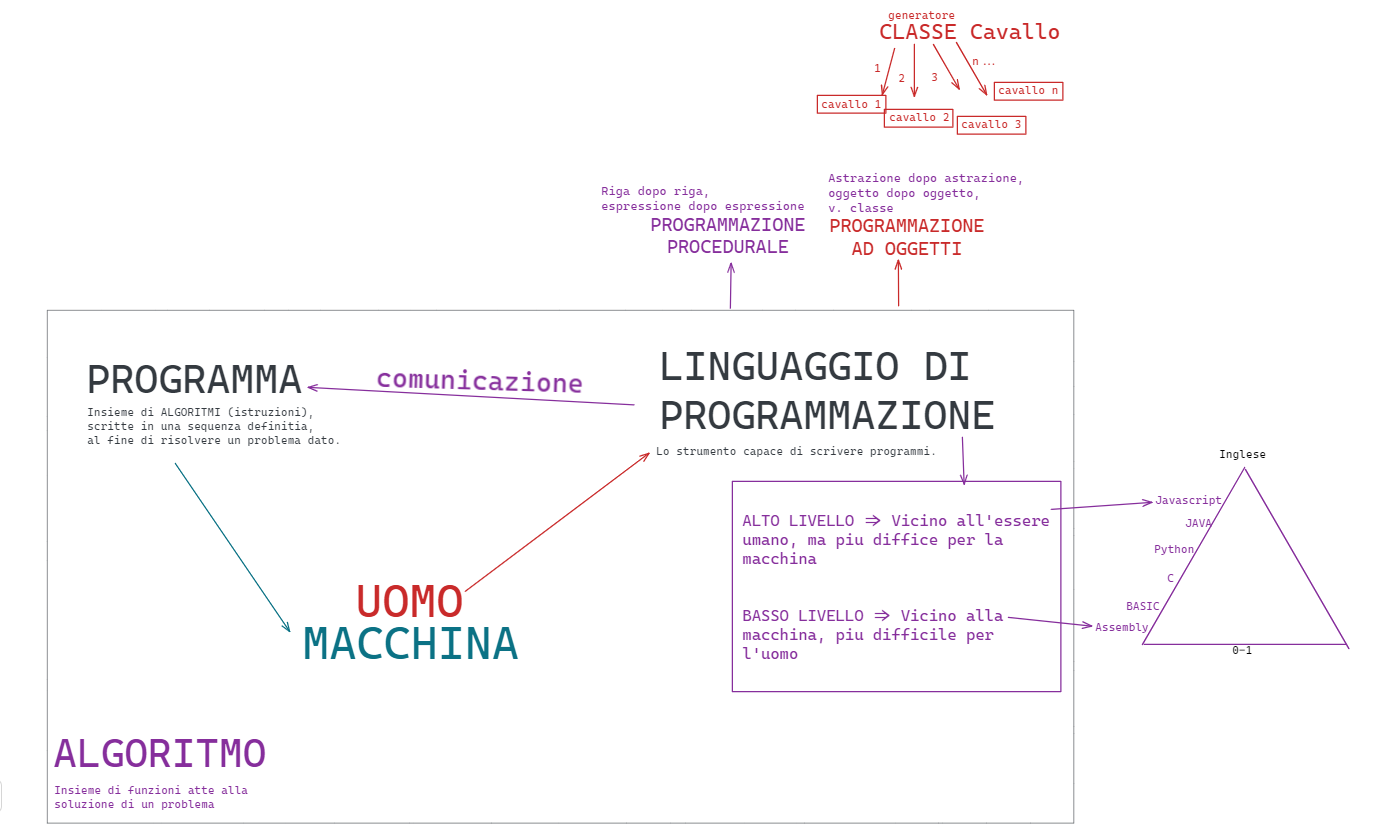 generatore
CLASSE Cavallo
1
2
3
n ...
cavallo 1
cavallo 2
cavallo 3
cavallo n
Riga dopo riga,
espressione dopo espressione
PROGRAMMAZIONE
PROCEDURALE
Astrazione dopo astrazione,
oggetto dopo oggetto,
v. classe
PROGRAMMAZIONE
AD OGGETTI
PROGRAMMA
Insieme di ALGORITMI (istruzioni),
scritte in una sequenza definitia,
al fine di risolvere un problema dato.
comunicazione
LINGUAGGIO DI
PROGRAMMAZIONE
Lo strumento capace di scrivere programmi.
ALTO LIVELLO => Vicino all'essere
umano, ma piu diffice per la
macchina
BASSO LIVELLO => Vicino alla
macchina, piu difficile per
l'uomo
Inglese
Javascript
JAVA
Python
C
BASIC
Assembly
0-1
UOMO
MACCHINA
ALGORITMO
Insieme di funzioni atte alla
soluzione di un problema